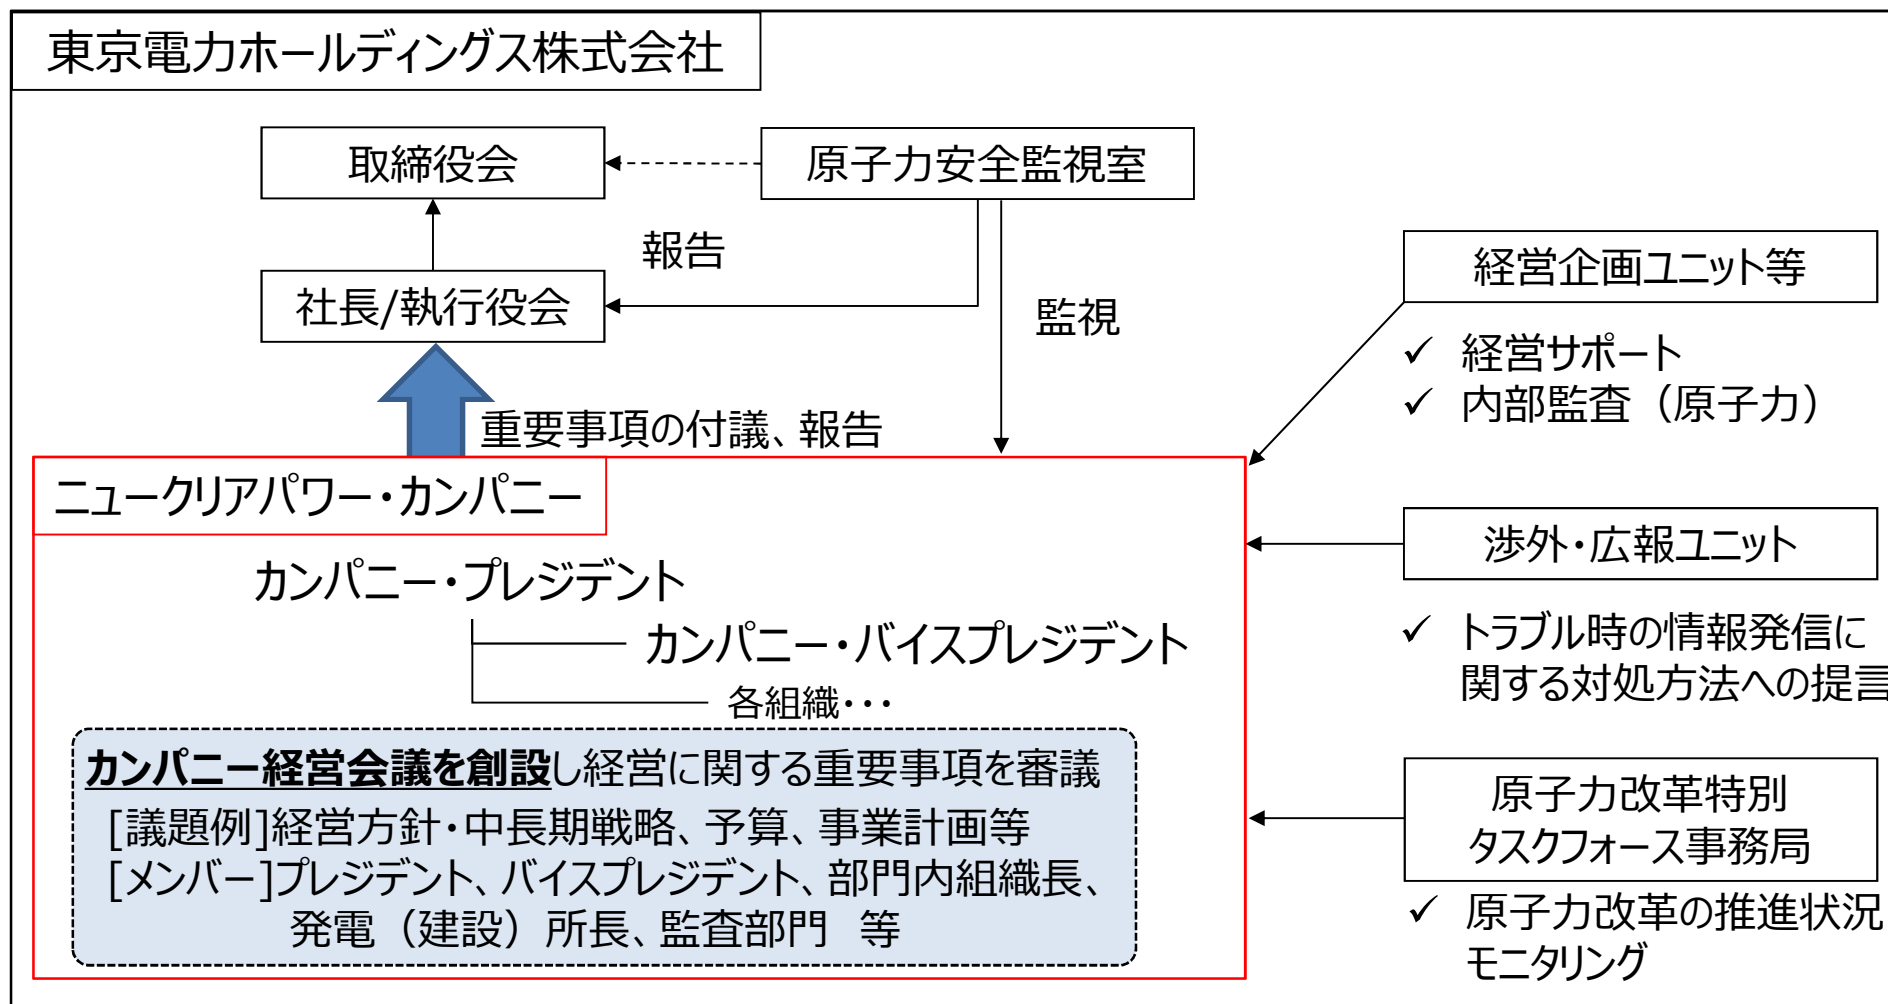 東京電力ホールディングス株式会社
取締役会
原子力安全監視室
報告
社長/執行役会
監視
重要事項の付議、報告
経営企画ユニット等
✓ 経営サポート
✓ 内部監査（原子力）
ニュークリアパワー・カンパニー
カンパニー・プレジデント
カンパニー・バイスプレジデント
各組織・・・
渉外・広報ユニット
✓ トラブル時の情報発信に
関する対処方法への提言
カンパニー経営会議を創設し経営に関する重要事項を審議
[議題例]経営方針・中長期戦略、予算、事業計画等
[メンバー]プレジデント、バイスプレジデント、部門内組織長、
発電（建設）所長、監査部門　等
原子力改革特別
タスクフォース事務局
✓ 原子力改革の推進状況
モニタリング